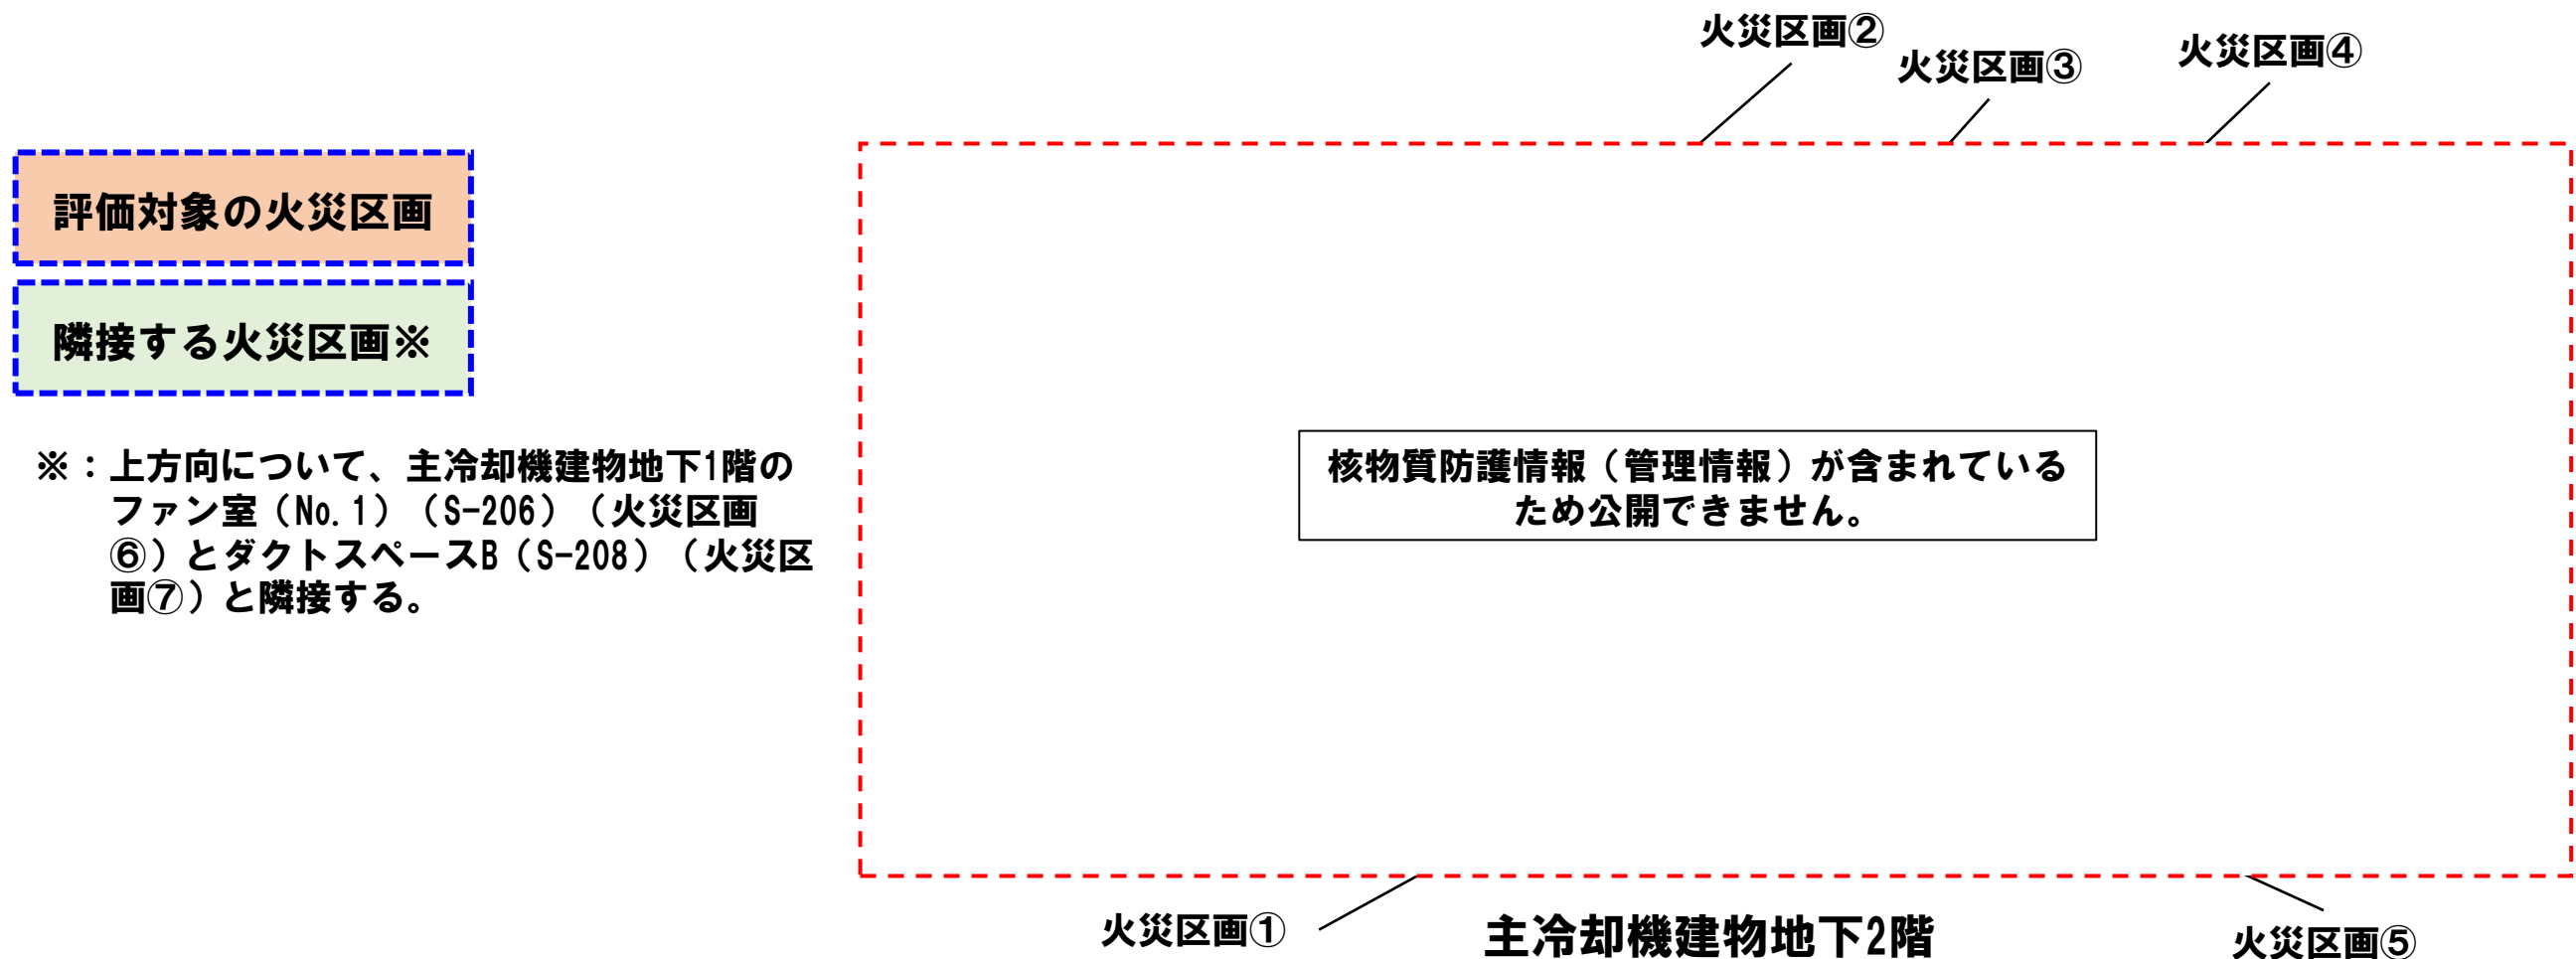 火災区画②
火災区画③
火災区画④
評価対象の火災区画
隣接する火災区画※
※：上方向について、主冷却機建物地下1階の
ファン室（No.1）（S-206）（火災区画
⑥）とダクトスペースB（S-208）（火災区
画⑦）と隣接する。
核物質防護情報（管理情報）が含まれている
ため公開できません。
火災区画①
主冷却機建物地下2階
火災区画⑤